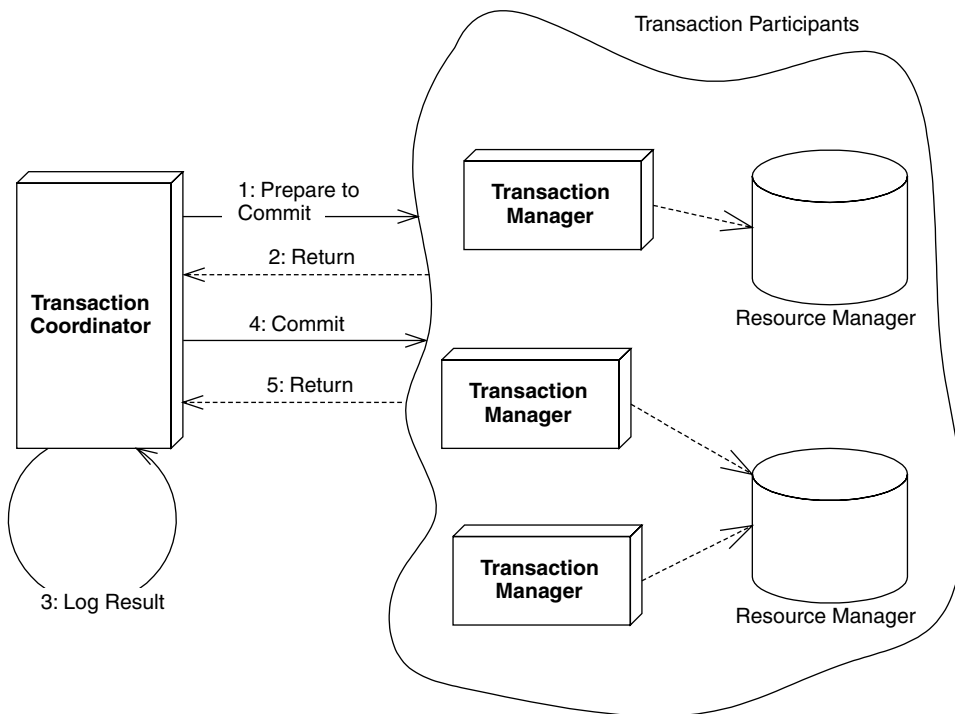 Transaction Participants
1: Prepare to
Commit
2: Return
4: Commit
5: Return
3: Log Result
Transaction
Coordinator
Transaction
Manager
Resource Manager
Transaction
Manager
Transaction
Manager
Resource Manager